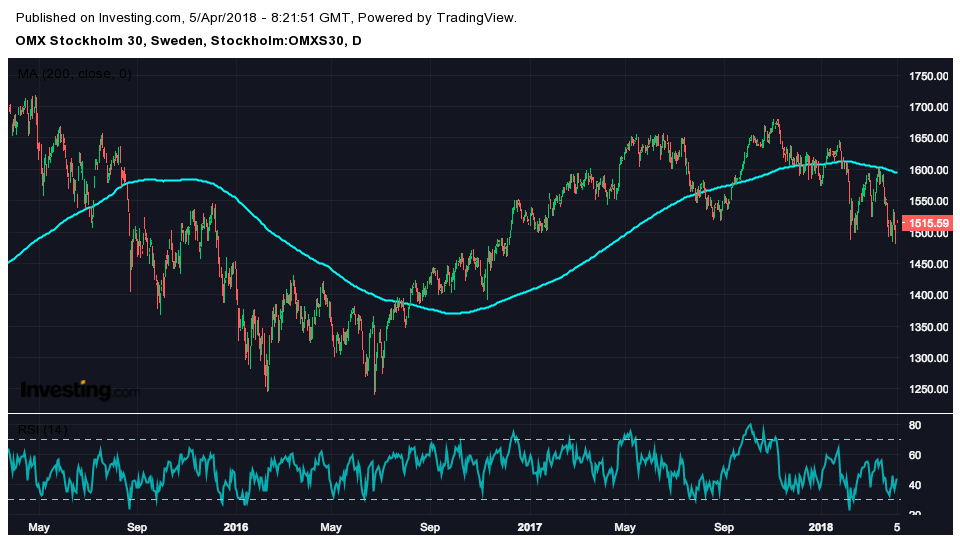 Published on Investing.com, 5/Apr/2018 - 8:21:51 GMT, Powered by TradingView.
OMX Stockholm 30, Sweden, Stockholm:OMXS30, D
MA (200, close, 0)
1750.00
1700.00
1650.00
1600.00
1550.00
1515.59
1500.00
1450.00
1400.00
1350.00
1300.00
1250.00
Investing.com
RSI (14)
80
60
40
20
May Sep 2016 May Sep 2017 May Sep 2018 5